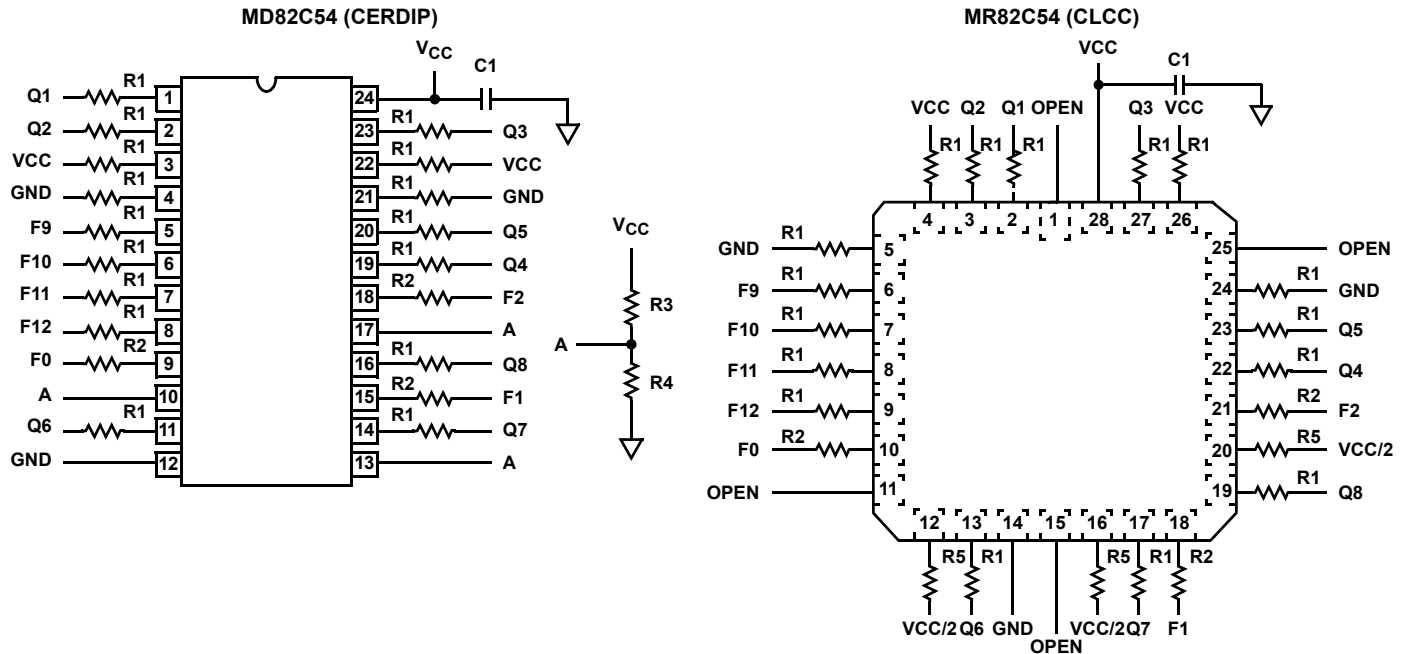 MD82C54 (CERDIP)
VCC
C1
Q1 R1 1
Q2 R1 2
VCC R1 3
GND R1 4
F9 R1 5
F10 R1 6
F11 R1 7
F12 R1 8
F0 R2 9
A 10
Q6 R1 11
GND 12
24
23 R1 Q3
22 R1 VCC
21 R1 GND
20 R1 Q5
19 R1 Q4
18 R2 F2
17 A
16 R1 Q8
15 R2 F1
14 R1 Q7
13 A
VCC
R3
A
R4
MR82C54 (CLCC)
VCC
C1
VCC Q2 Q1 OPEN Q3 VCC
R1 R1 R1 R1 R1
4 3 2 1 28 27 26
GND R1 5
F9 R1 6
F10 R1 7
F11 R1 8
F12 R1 9
F0 R2 10
OPEN 11
25 OPEN
24 R1 GND
23 R1 Q5
22 R1 Q4
21 R2 F2
20 R5 VCC/2
19 R1 Q8
12 13 14 15 16 17 18
R5 R1 R5 R1 R2
VCC/2 Q6 GND OPEN VCC/2 Q7 F1